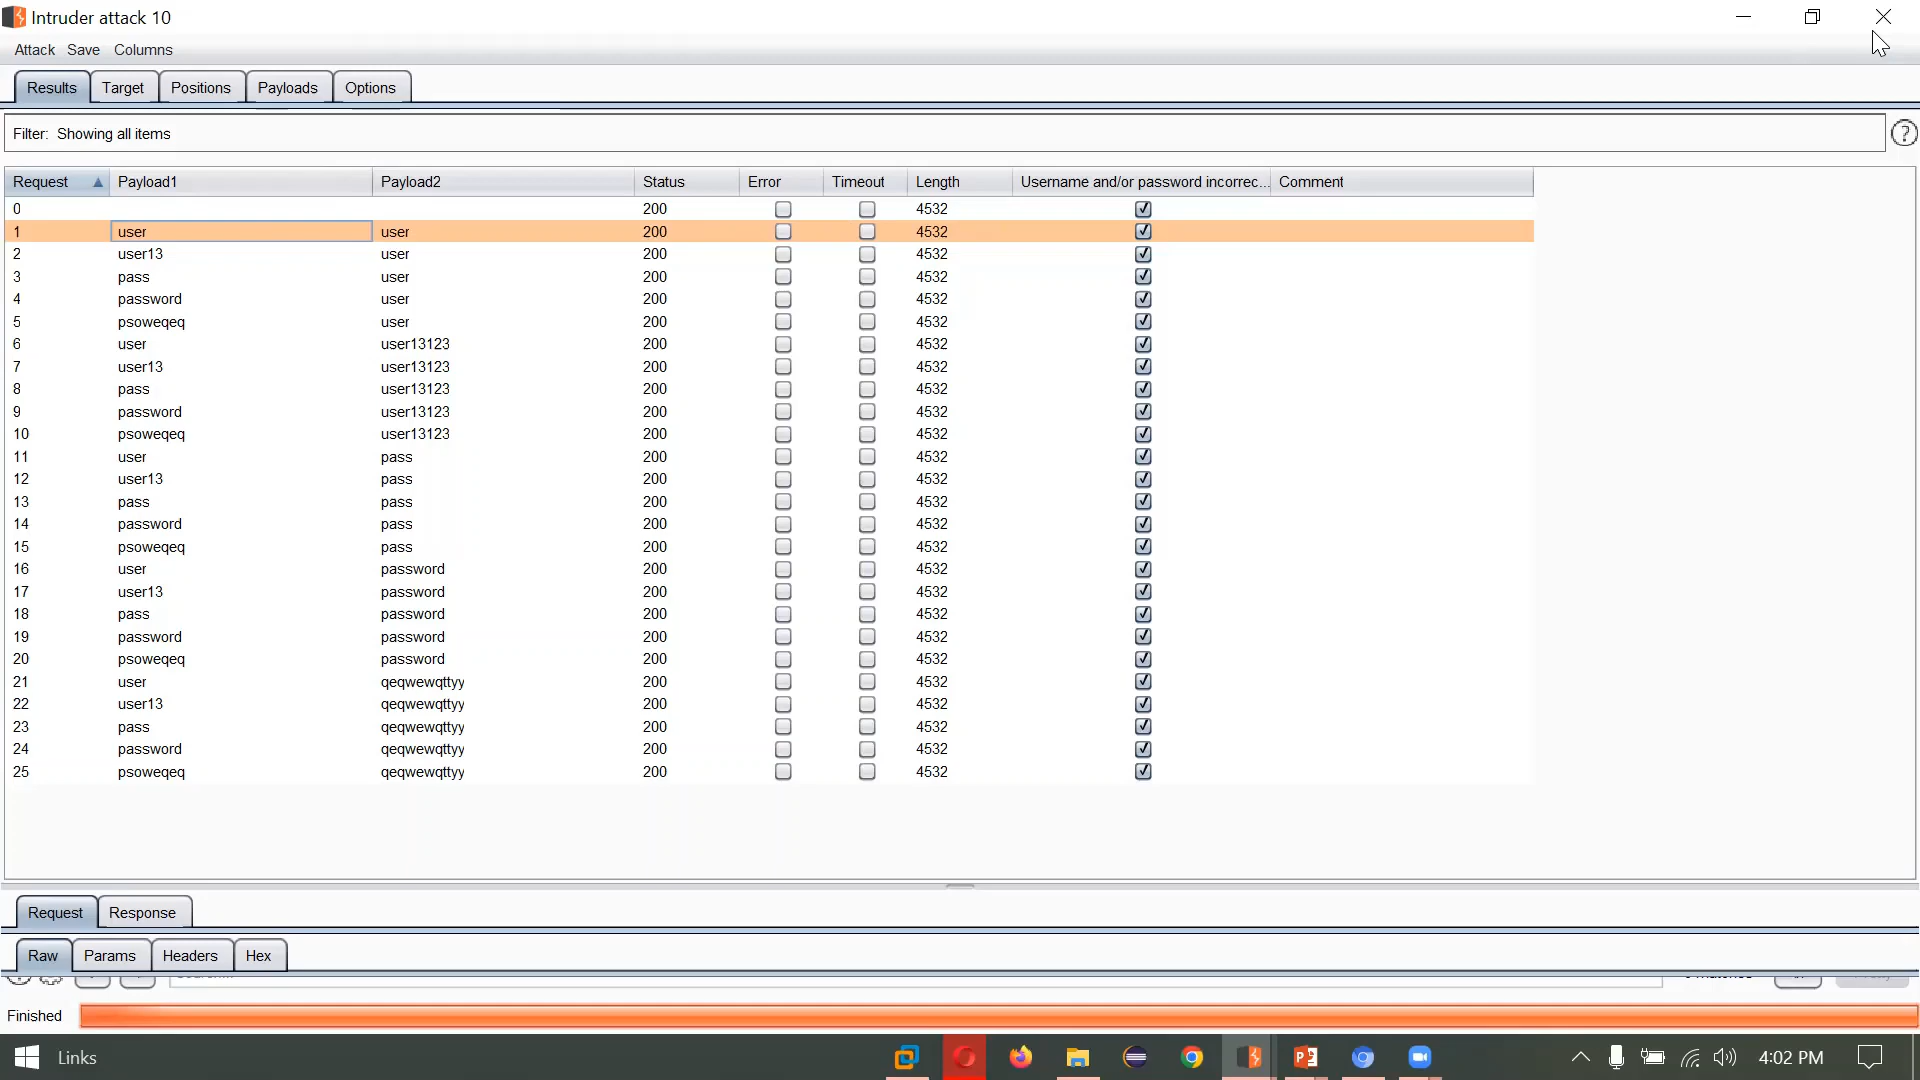 Intruder attack 10
Attack Save Columns
Results Target Positions Payloads Options
Filter: Showing all items ?
Request Payload1 Payload2 Status Error Timeout Length Username and/or password incorrec... Comment
0 200 4532
1 user user 200 4532
2 user13 user 200 4532
3 pass user 200 4532
4 password user 200 4532
5 psoweqeq user 200 4532
6 user user13123 200 4532
7 user13 user13123 200 4532
8 pass user13123 200 4532
9 password user13123 200 4532
10 psoweqeq user13123 200 4532
11 user pass 200 4532
12 user13 pass 200 4532
13 pass pass 200 4532
14 password pass 200 4532
15 psoweqeq pass 200 4532
16 user password 200 4532
17 user13 password 200 4532
18 pass password 200 4532
19 password password 200 4532
20 psoweqeq password 200 4532
21 user qeqwewqttyy 200 4532
22 user13 qeqwewqttyy 200 4532
23 pass qeqwewqttyy 200 4532
24 password qeqwewqttyy 200 4532
25 psoweqeq qeqwewqttyy 200 4532
Request Response
Raw Params Headers Hex
Finished
Links 4:02 PM